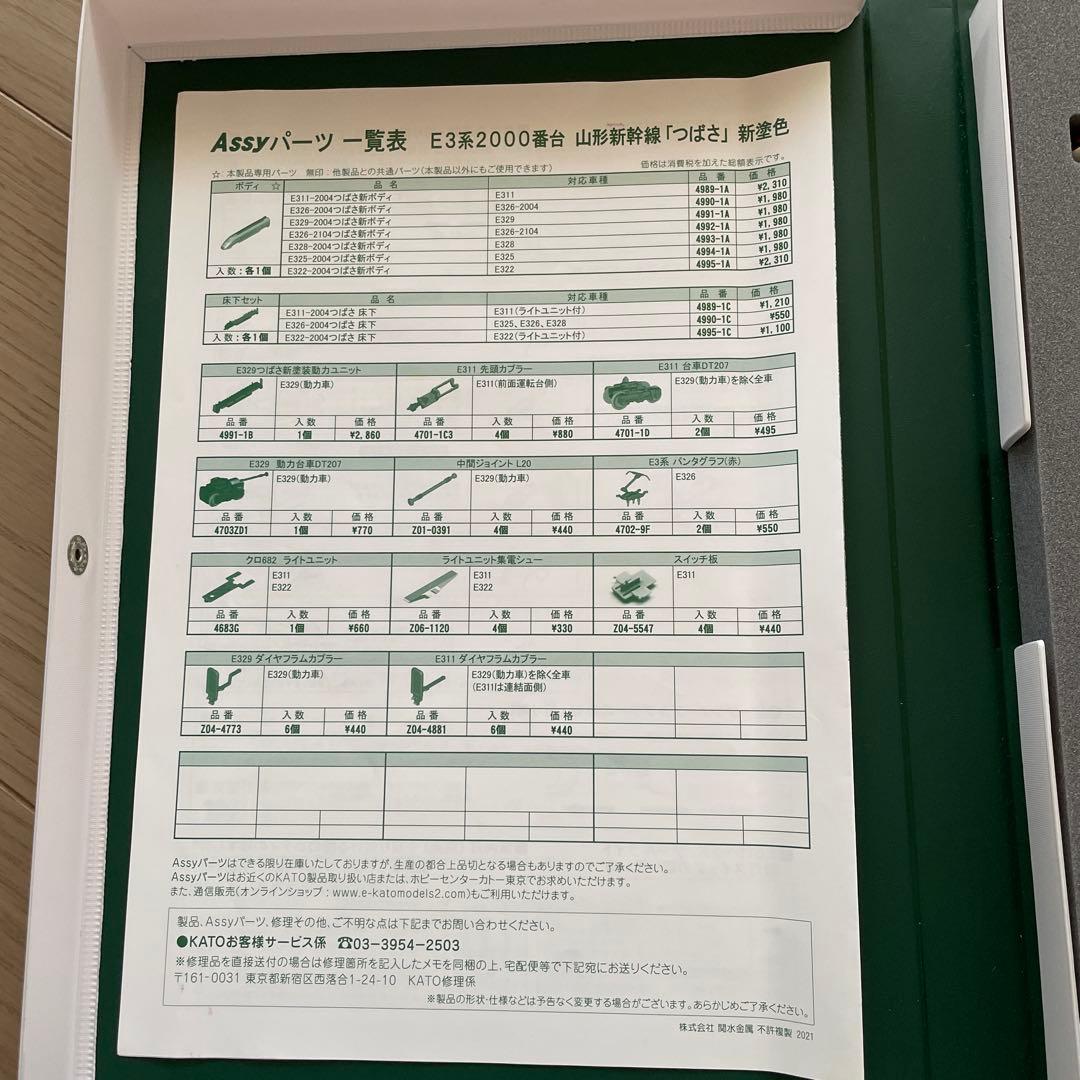 Assyパーツ 一覧表 E3系2000番台 山形新幹線「つばさ」新塗色
☆ 本製品専用パーツ 無印：他製品との共通パーツ(本製品以外にもご使用できます) 価格は消費税を加えた総額表示です。
ボディ ☆ 品 名 対応車種 品 番 価 格
E311-2004つばさ新ボディ E311 4989-1A ¥2,310
E326-2004つばさ新ボディ E326-2004 4990-1A ¥1,980
E329-2004つばさ新ボディ E329 4991-1A ¥1,980
E326-2104つばさ新ボディ E326-2104 4992-1A ¥1,980
E328-2004つばさ新ボディ E328 4993-1A ¥1,980
E325-2004つばさ新ボディ E325 4994-1A ¥1,980
入数：各1個 E322-2004つばさ新ボディ E322 4995-1A ¥2,310
床下セット 品 名 対応車種 品 番 価 格
E311-2004つばさ 床下 E311(ライトユニット付) 4989-1C ¥1,210
E326-2004つばさ 床下 E325、E326、E328 4990-1C ¥550
入数：各1個 E322-2004つばさ 床下 E322(ライトユニット付) 4995-1C ¥1,100
E329つばさ新塗装動力ユニット E311 先頭カプラー E311 台車DT207
E329(動力車) E311(前面運転台側) E329(動力車)を除く全車
品 番 入 数 価 格 品 番 入 数 価 格 品 番 入 数 価 格
4991-1B 1個 ¥2,860 4701-1C3 4個 ¥880 4701-1D 2個 ¥495
E329 動力台車DT207 中間ジョイント L20 E3系 パンタグラフ(赤)
E329(動力車) E329(動力車) E326
品 番 入 数 価 格 品 番 入 数 価 格 品 番 入 数 価 格
4703ZD1 1個 ¥770 Z01-0391 4個 ¥440 4702-9F 2個 ¥550
クロ682 ライトユニット ライトユニット集電シュー スイッチ板
E311 E311 E311
E322 E322
品 番 入 数 価 格 品 番 入 数 価 格 品 番 入 数 価 格
4683G 1個 ¥660 Z06-1120 4個 ¥330 Z04-5547 4個 ¥440
E329 ダイヤフラムカプラー E311 ダイヤフラムカプラー
E329(動力車) E329(動力車)を除く全車
(E311は連結面側)
品 番 入 数 価 格 品 番 入 数 価 格
Z04-4773 6個 ¥440 Z04-4881 6個 ¥440
Assyパーツはできる限り在庫いたしておりますが、生産の都合上品切となる場合もありますのでご了承ください。
Assyパーツはお近くのKATO製品取り扱い店または、ホビーセンターカトー東京でお求めいただけます。
また、通信販売(オンラインショップ：www.e-katomodels2.com)もご利用いただけます。
製品、Assyパーツ、修理その他、ご不明な点は下記までお問い合わせください。
●KATOお客様サービス係 ☎03-3954-2503
※修理品を直接送付の場合は修理箇所を記入したメモを同梱の上、宅配便等で下記宛にお送りください。
〒161-0031 東京都新宿区西落合1-24-10 KATO修理係
※製品の形状・仕様などは予告なく変更する場合がございます。あらかじめご了承ください。
株式会社 関水金属 不許複製 2021